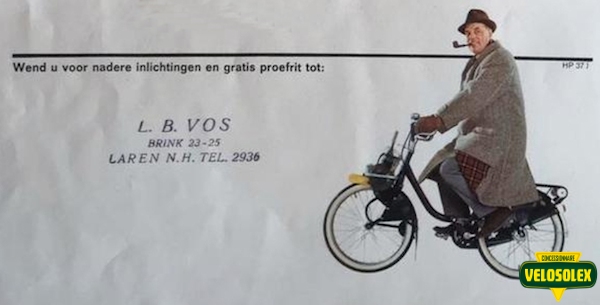 Wend u voor nadere inlichtingen en gratis proefrit tot:
HP 37)
L. B. VOS
BRINK 23-25
LAREN N.H. TEL. 2936
CONCESSIONNAIRE
VELOSOLEX